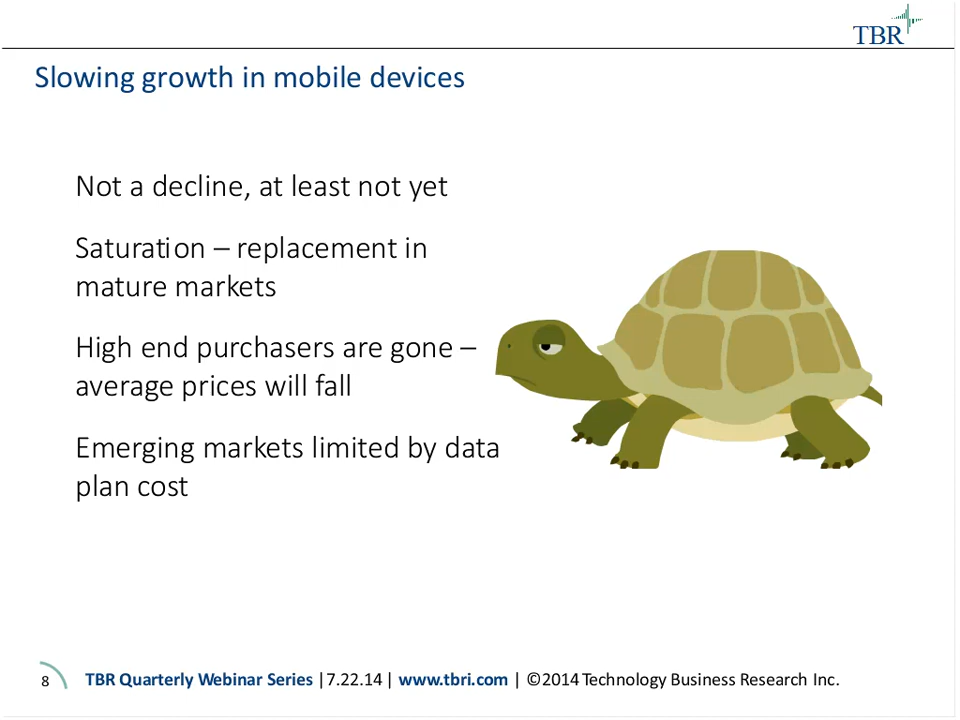 TBR
Slowing growth in mobile devices
Not a decline, at least not yet
Saturation – replacement in
mature markets
High end purchasers are gone –
average prices will fall
Emerging markets limited by data
plan cost
8 TBR Quarterly Webinar Series |7.22.14 | www.tbri.com | ©2014 Technology Business Research Inc.